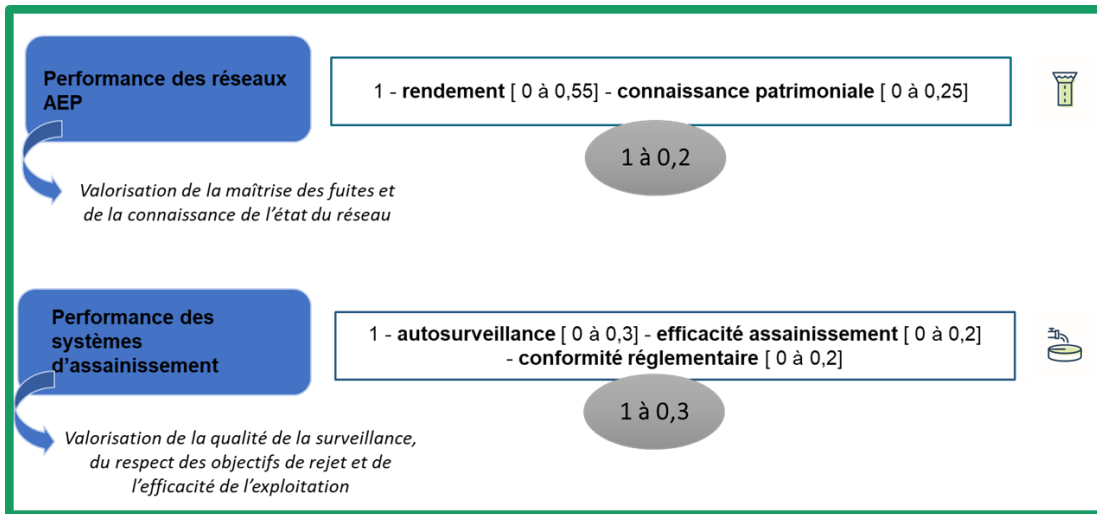 Performance des réseaux
AEP
1 - rendement [ 0 à 0,55] - connaissance patrimoniale [ 0 à 0,25]
1 à 0,2
Valorisation de la maîtrise des fuites et
de la connaissance de l’état du réseau
Performance des
systèmes
d’assainissement
1 - autosurveillance [ 0 à 0,3] - efficacité assainissement [ 0 à 0,2]
- conformité réglementaire [ 0 à 0,2]
1 à 0,3
Valorisation de la qualité de la surveillance,
du respect des objectifs de rejet et de
l’efficacité de l’exploitation